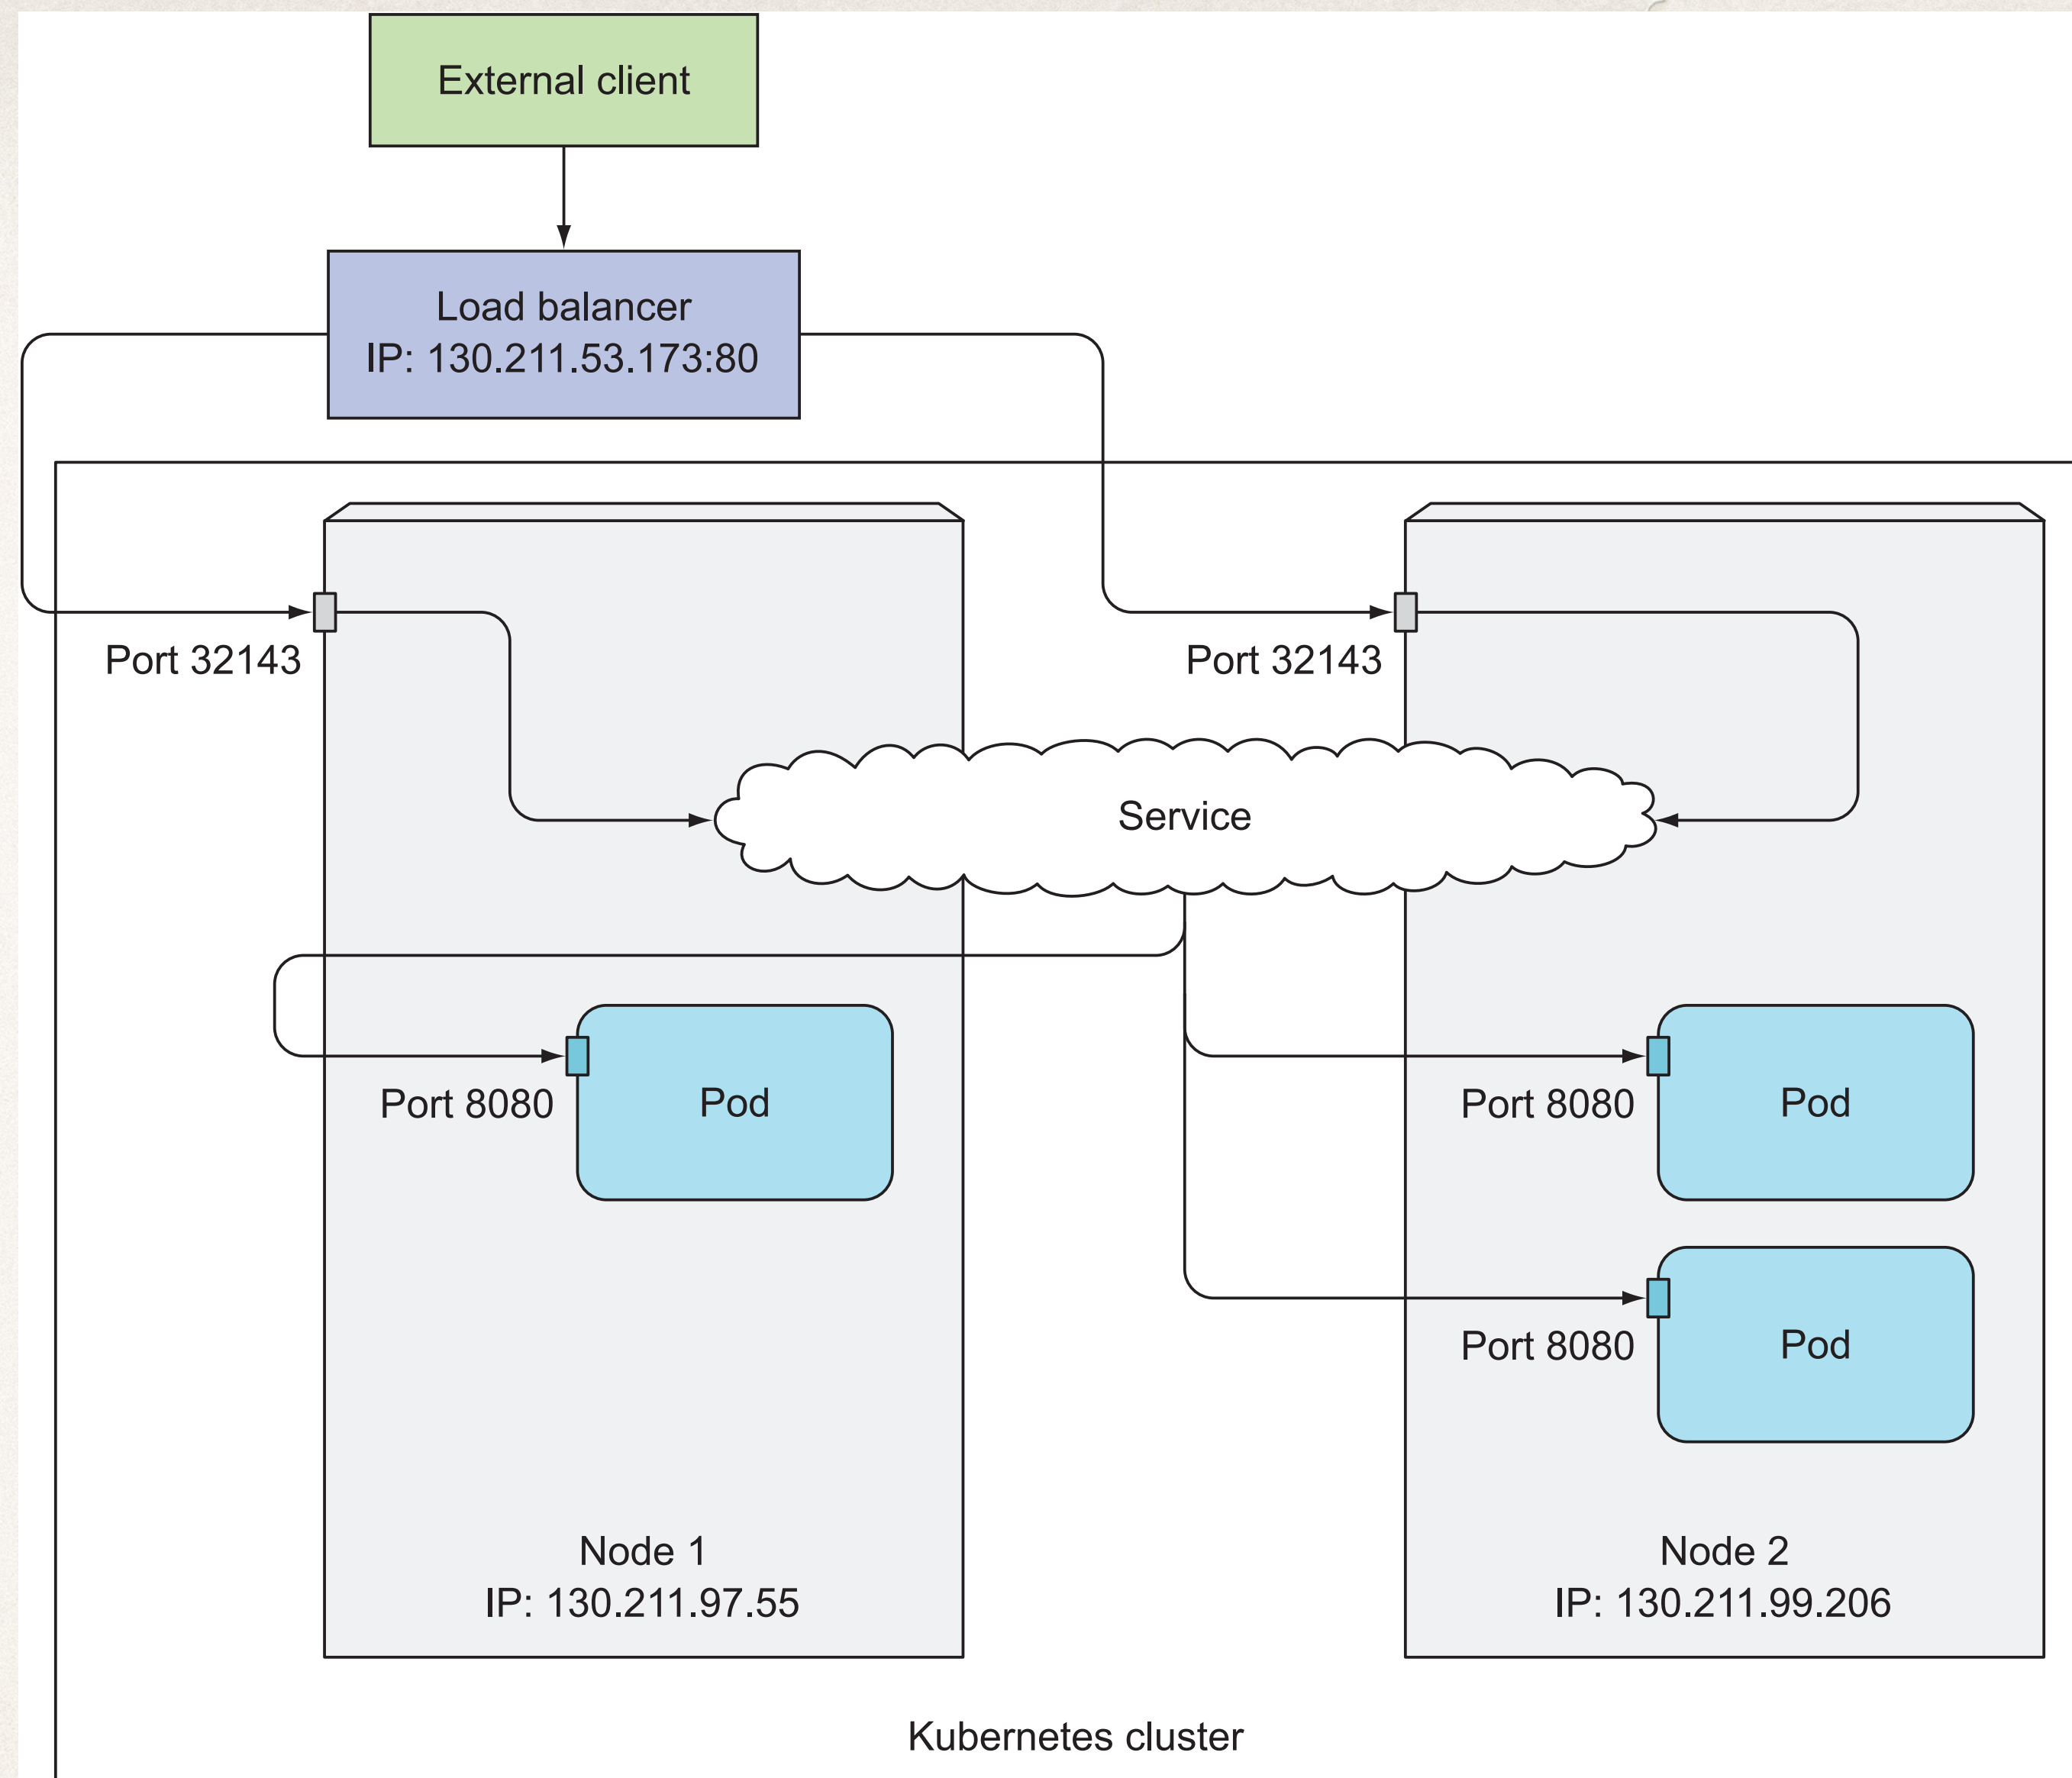 External client
Load balancer
IP: 130.211.53.173:80
Port 32143
Port 32143
Service
Port 8080
Pod
Port 8080
Pod
Port 8080
Pod
Node 1
IP: 130.211.97.55
Node 2
IP: 130.211.99.206
Kubernetes cluster